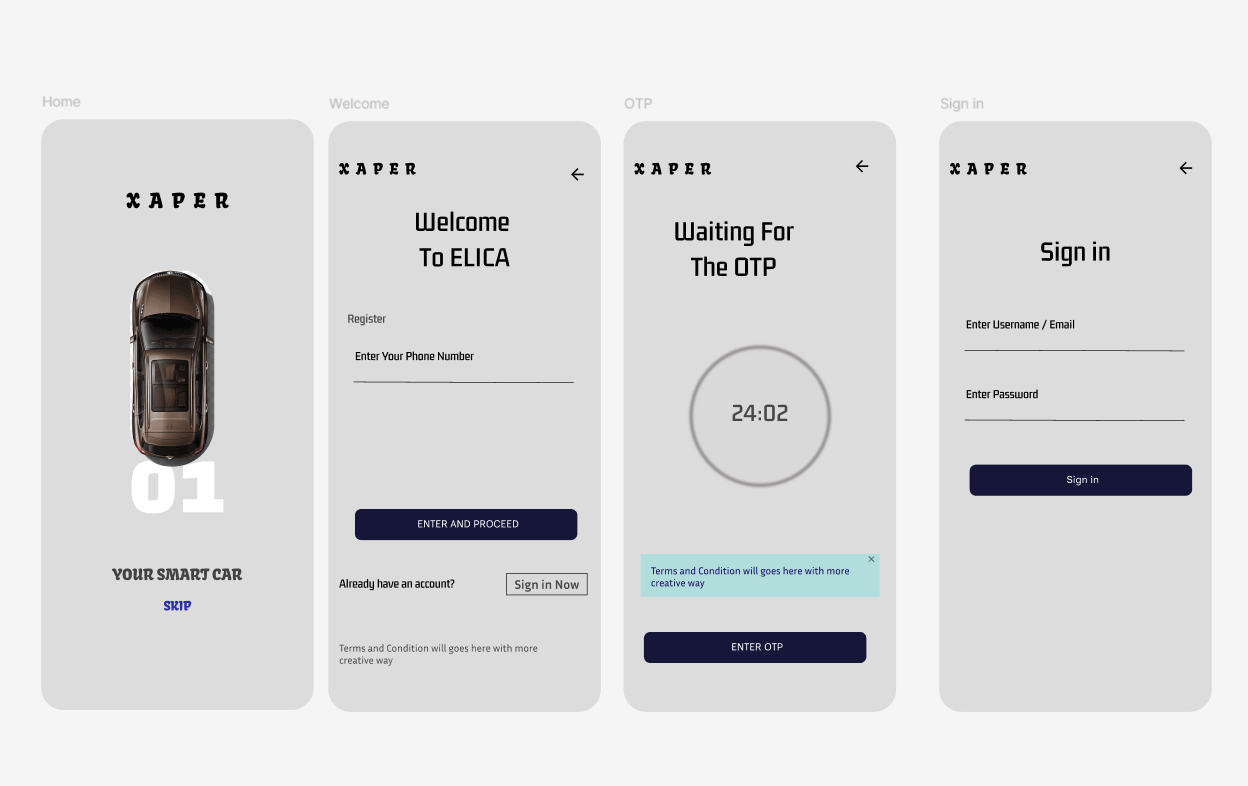 Home
XAPER
01
YOUR SMART CAR
SKIP
Welcome
XAPER
Welcome
To ELICA
Register
Enter Your Phone Number
ENTER AND PROCEED
Already have an account?
Sign in Now
Terms and Condition will goes here with more
creative way
OTP
XAPER
Waiting For
The OTP
24:02
Terms and Condition will goes here with more
creative way
ENTER OTP
Sign in
XAPER
Sign in
Enter Username / Email
Enter Password
Sign in